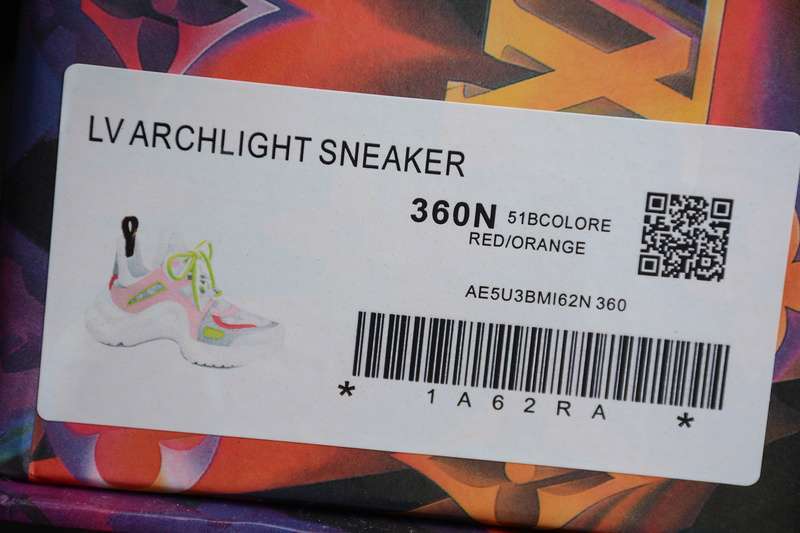 LV ARCHLIGHT SNEAKER
360N 51BCOLORE
RED/ORANGE
AE5U3BMI62N 360
* 1A62RA *